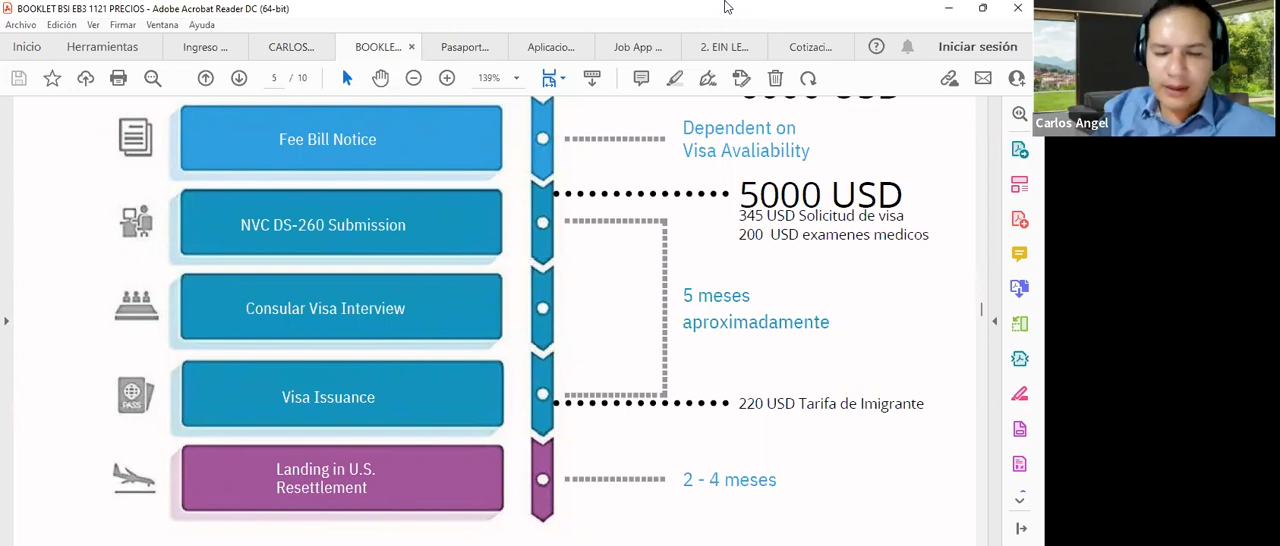 BOOKLET BSI EB3 1121 PRECIOS - Adobe Acrobat Reader DC (64-bit)
Archivo Edición Ver Firmar Ventana Ayuda
Inicio Herramientas Ingreso ... CARLOS... BOOKLE... × Pasaport... Aplicacio... Job App ... 2. EIN LE... Cotizaci... Iniciar sesión
5 / 10 139%
Carlos Angel
Fee Bill Notice
Dependent on
Visa Avaliability
5000 USD
345 USD Solicitud de visa
200 USD examenes medicos
NVC DS-260 Submission
Consular Visa Interview
5 meses
aproximadamente
Visa Issuance
PASS
220 USD Tarifa de Imigrante
Landing in U.S.
Resettlement
2 - 4 meses